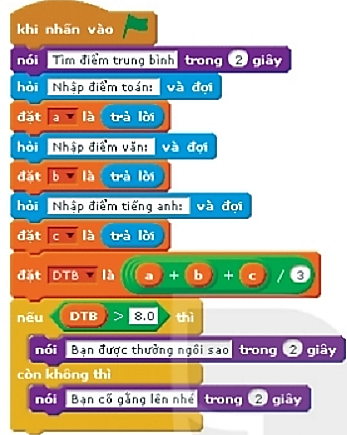 khi nhấn vào
nói Tìm điểm trung bình trong 2 giây
hỏi Nhập điểm toán: và đợi
đặt a là trả lời
hỏi Nhập điểm văn: và đợi
đặt b là trả lời
hỏi Nhập điểm tiếng anh: và đợi
đặt c là trả lời
đặt DTB là a + b + c / 3
nếu DTB > 8.0 thì
nói Bạn được thưởng ngôi sao trong 2 giây
còn không thì
nói Bạn cố gắng lên nhé trong 2 giây